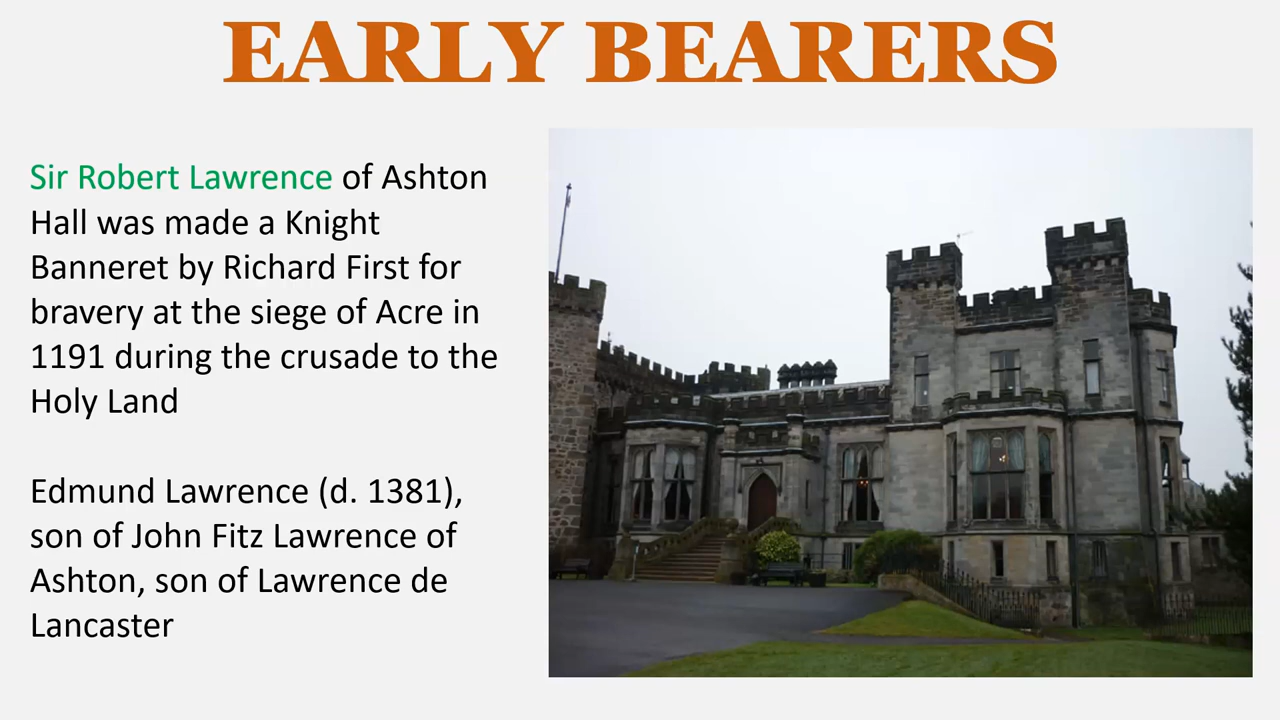 EARLY BEARERS
Sir Robert Lawrence of Ashton
Hall was made a Knight
Banneret by Richard First for
bravery at the siege of Acre in
1191 during the crusade to the
Holy Land
Edmund Lawrence (d. 1381),
son of John Fitz Lawrence of
Ashton, son of Lawrence de
Lancaster